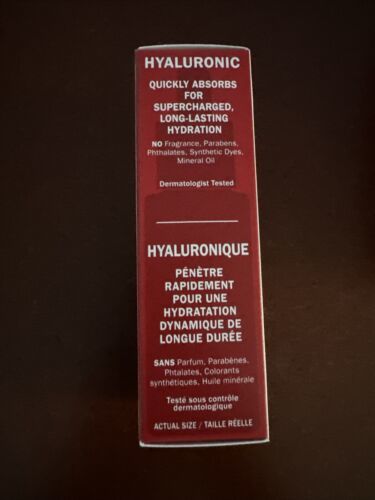 HYALURONIC
QUICKLY ABSORBS
FOR
SUPERCHARGED,
LONG-LASTING
HYDRATION
NO Fragrance, Parabens,
Phthalates, Synthetic Dyes,
Mineral Oil
Dermatologist Tested
HYALURONIQUE
PÉNÈTRE
RAPIDEMENT
POUR UNE
HYDRATATION
DYNAMIQUE DE
LONGUE DURÉE
SANS Parfum, Parabènes,
Phtalates, Colorants
synthétiques, Huile minérale
Testé sous contrôle
dermatologique
ACTUAL SIZE / TAILLE RÉELLE